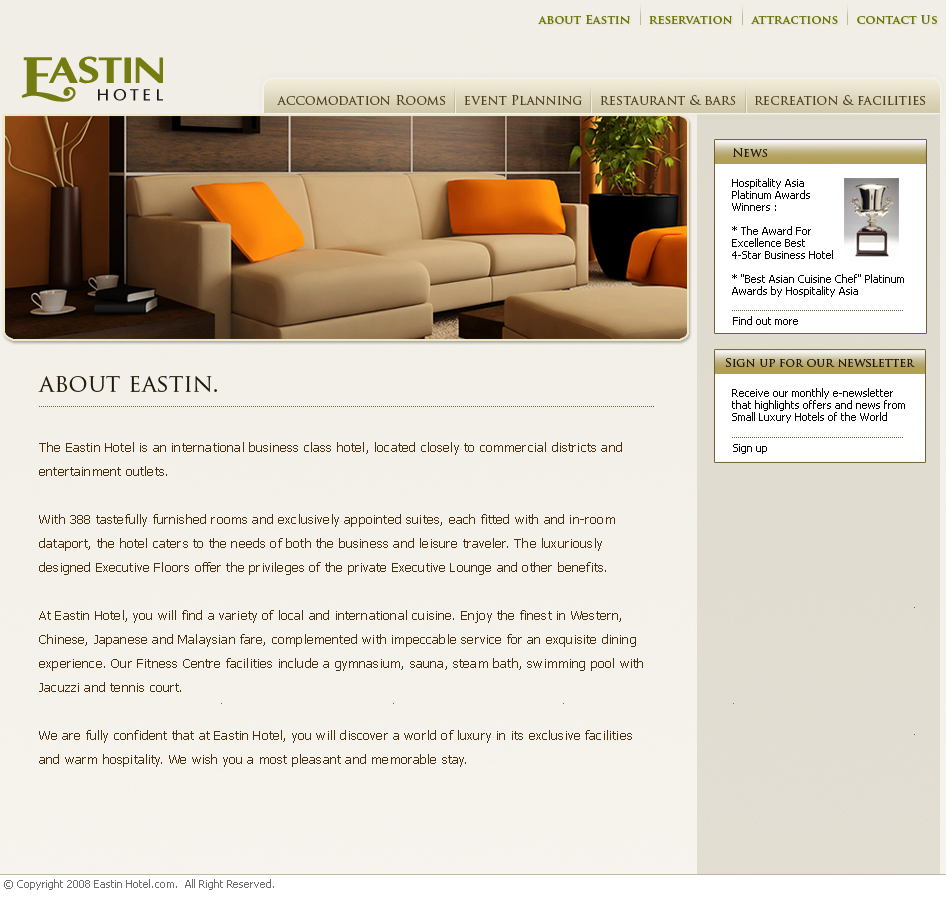 ABOUT EASTIN
RESERVATION
ATTRACTIONS
CONTACT US
EASTIN
HOTEL
ACCOMODATION ROOMS
EVENT PLANNING
RESTAURANT & BARS
RECREATION & FACILITIES
NEWS
Hospitality Asia
Platinum Awards
Winners :
* The Award For
Excellence Best
4-Star Business Hotel
* "Best Asian Cuisine Chef" Platinum
Awards by Hospitality Asia
Find out more
SIGN UP FOR OUR NEWSLETTER
Receive our monthly e-newsletter
that highlights offers and news from
Small Luxury Hotels of the World
Sign up
ABOUT EASTIN.
The Eastin Hotel is an international business class hotel, located closely to commercial districts and
entertainment outlets.
With 388 tastefully furnished rooms and exclusively appointed suites, each fitted with and in-room
dataport, the hotel caters to the needs of both the business and leisure traveler. The luxuriously
designed Executive Floors offer the privileges of the private Executive Lounge and other benefits.
At Eastin Hotel, you will find a variety of local and international cuisine. Enjoy the finest in Western,
Chinese, Japanese and Malaysian fare, complemented with impeccable service for an exquisite dining
experience. Our Fitness Centre facilities include a gymnasium, sauna, steam bath, swimming pool with
Jacuzzi and tennis court.
We are fully confident that at Eastin Hotel, you will discover a world of luxury in its exclusive facilities
and warm hospitality. We wish you a most pleasant and memorable stay.
© Copyright 2008 Eastin Hotel.com. All Right Reserved.